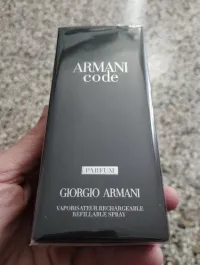 ARMANI
code
PARFUM
GIORGIO ARMANI
VAPORISATEUR RECHARGEABLE
REFILLABLE SPRAY